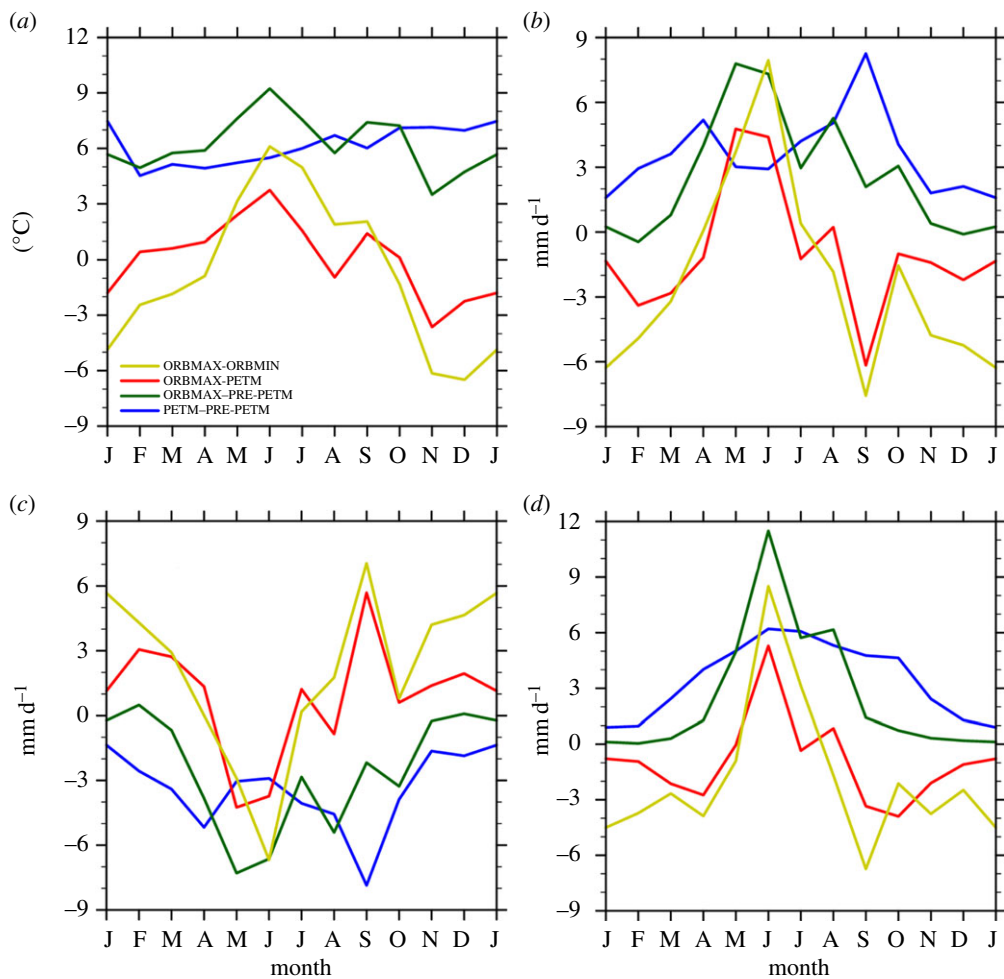 (a)
12
9
6
3
0
–3
–6
–9
(°C)
ORBMAX-ORBMIN
ORBMAX-PETM
ORBMAX–PRE-PETM
PETM–PRE-PETM
J F M A M J J A S O N D J
(b)
9
6
3
0
–3
–6
–9
mm d–1
J F M A M J J A S O N D J
(c)
9
6
3
0
–3
–6
–9
mm d–1
J F M A M J J A S O N D J
month
(d)
12
9
6
3
0
–3
–6
–9
mm d–1
J F M A M J J A S O N D J
month